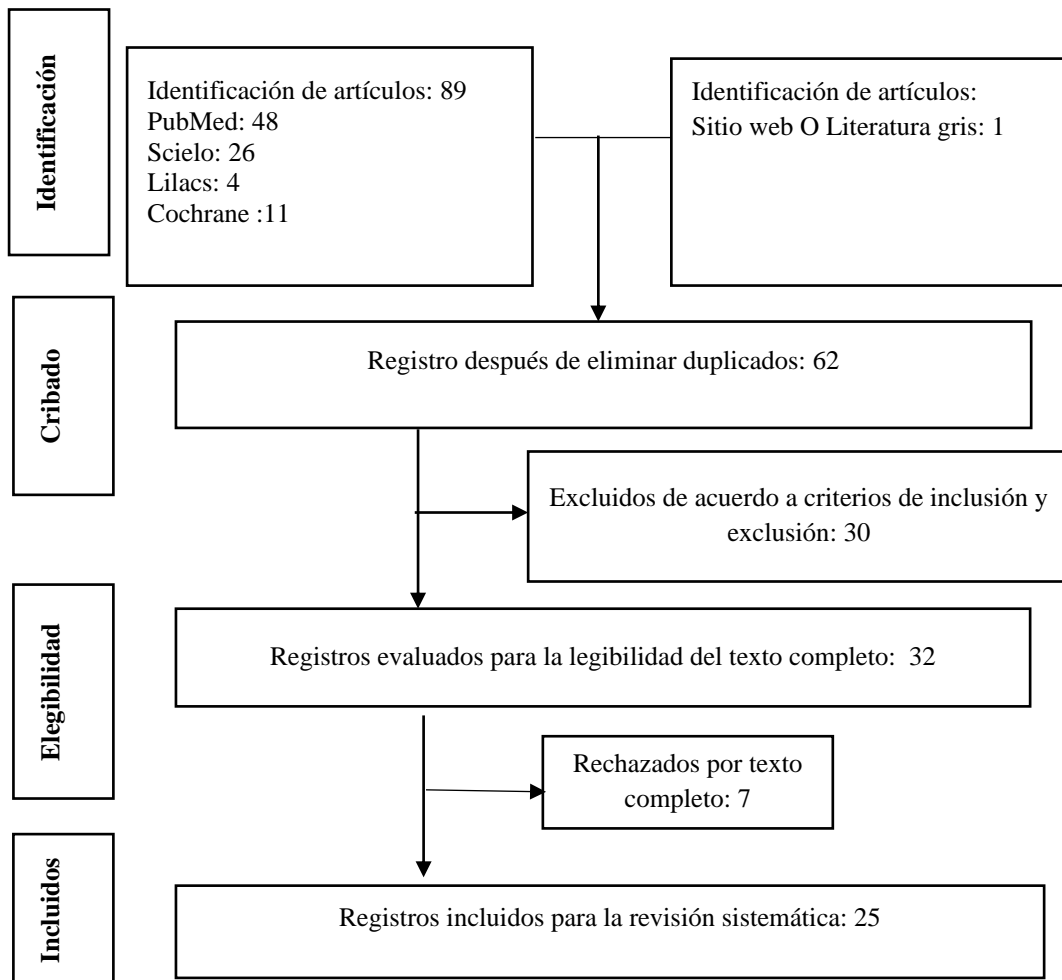 Identificación
Identificación de artículos: 89
PubMed: 48
Scielo: 26
Lilacs: 4
Cochrane :11
Identificación de artículos:
Sitio web O Literatura gris: 1
Cribado
Registro después de eliminar duplicados: 62
Excluidos de acuerdo a criterios de inclusión y
exclusión: 30
Elegibilidad
Registros evaluados para la legibilidad del texto completo: 32
Rechazados por texto
completo: 7
Incluidos
Registros incluidos para la revisión sistemática: 25